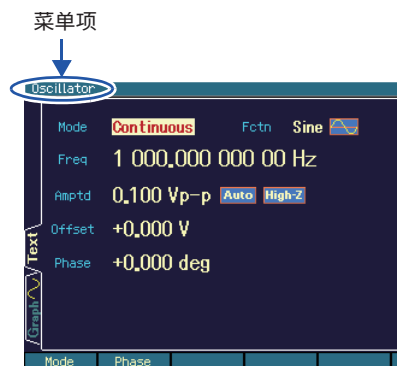 菜单项
Oscillator
Mode Continuous Fctn Sine
Freq 1 000.000 000 00 Hz
Amptd 0.100 Vp-p Auto High-Z
Offset +0.000 V
Phase +0.000 deg
Text
Graph
Mode Phase